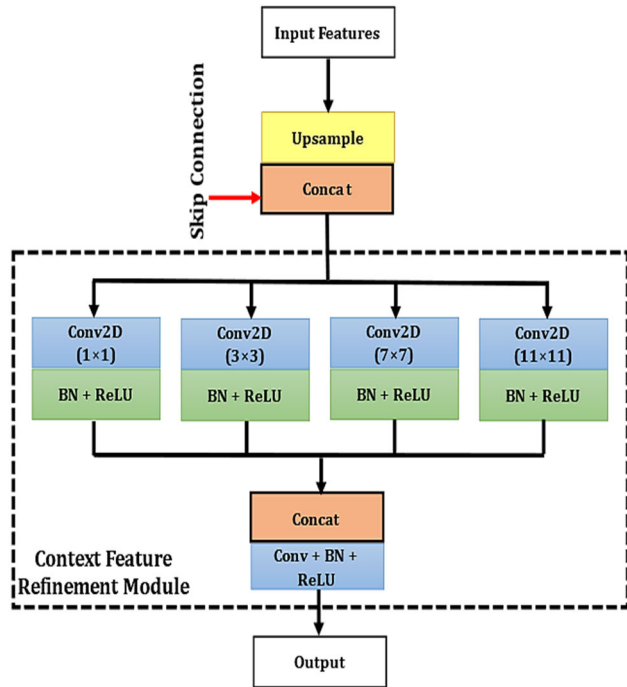 Input Features
Upsample
Concat
Skip Connection
Conv2D
(1×1)
BN + ReLU
Conv2D
(3×3)
BN + ReLU
Conv2D
(7×7)
BN + ReLU
Conv2D
(11×11)
BN + ReLU
Concat
Conv + BN +
ReLU
Context Feature
Refinement Module
Output